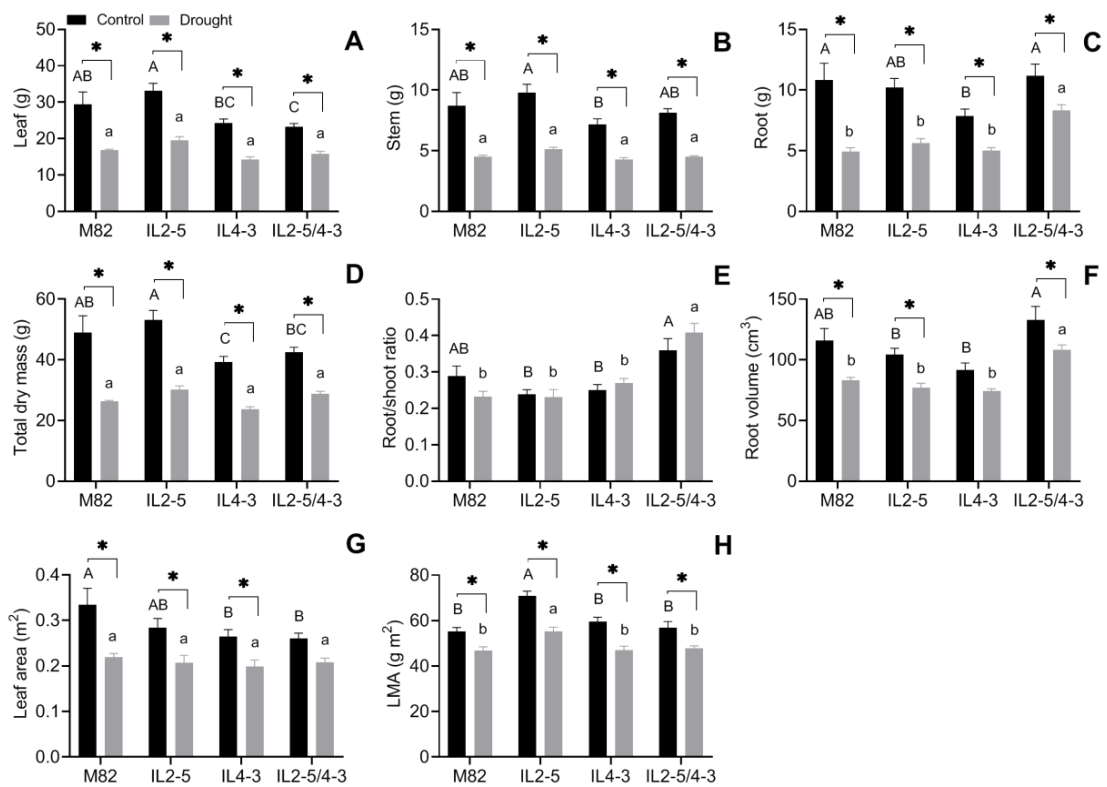 Control Drought
A
Leaf (g)
50
40
30
20
10
0
AB a A a BC a C a
* * * *
M82 IL2-5 IL4-3 IL2-5/4-3
B
Stem (g)
15
10
5
0
AB a A a B a AB a
* * * *
M82 IL2-5 IL4-3 IL2-5/4-3
C
Root (g)
15
10
5
0
A b AB b B b A a
* * * *
M82 IL2-5 IL4-3 IL2-5/4-3
D
Total dry mass (g)
60
40
20
0
AB a A a C a BC a
* * * *
M82 IL2-5 IL4-3 IL2-5/4-3
E
Root/shoot ratio
0.5
0.4
0.3
0.2
0.1
0.0
AB b B b B b A a
M82 IL2-5 IL4-3 IL2-5/4-3
F
Root volume (cm³)
150
100
50
0
AB b B b B b A a
* * *
M82 IL2-5 IL4-3 IL2-5/4-3
G
Leaf area (m²)
0.4
0.3
0.2
0.1
0.0
A a AB a B a B a
* * *
M82 IL2-5 IL4-3 IL2-5/4-3
H
LMA (g m²)
80
60
40
20
0
B b A a B b B b
* * * *
M82 IL2-5 IL4-3 IL2-5/4-3